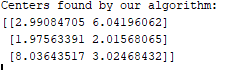 Centers found by our algorithm:
[[2.99084705 6.04196062]
[1.97563391 2.01568065]
[8.03643517 3.02468432]]